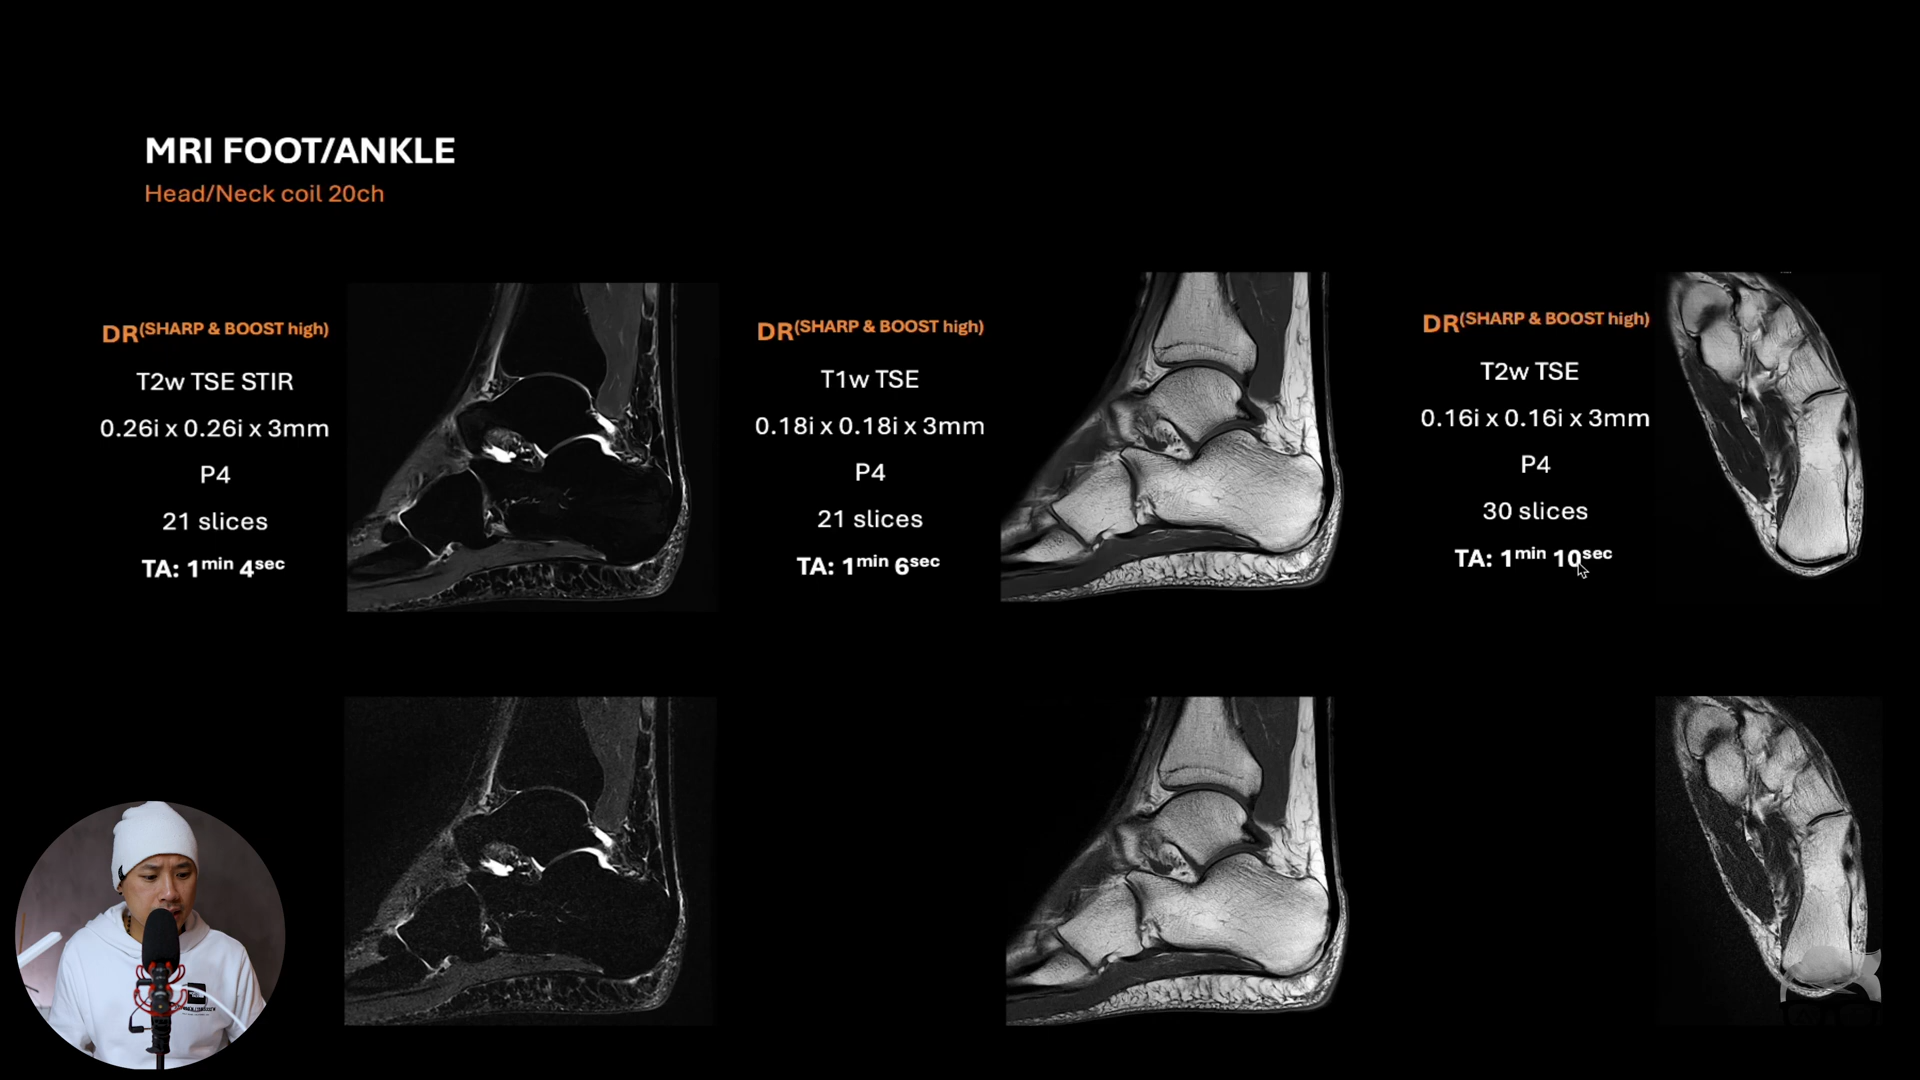 MRI FOOT/ANKLE
Head/Neck coil 20ch
DR(SHARP & BOOST high)
T2w TSE STIR
0.26i x 0.26i x 3mm
P4
21 slices
TA: 1min 4sec
DR(SHARP & BOOST high)
T1w TSE
0.18i x 0.18i x 3mm
P4
21 slices
TA: 1min 6sec
DR(SHARP & BOOST high)
T2w TSE
0.16i x 0.16i x 3mm
P4
30 slices
TA: 1min 10sec